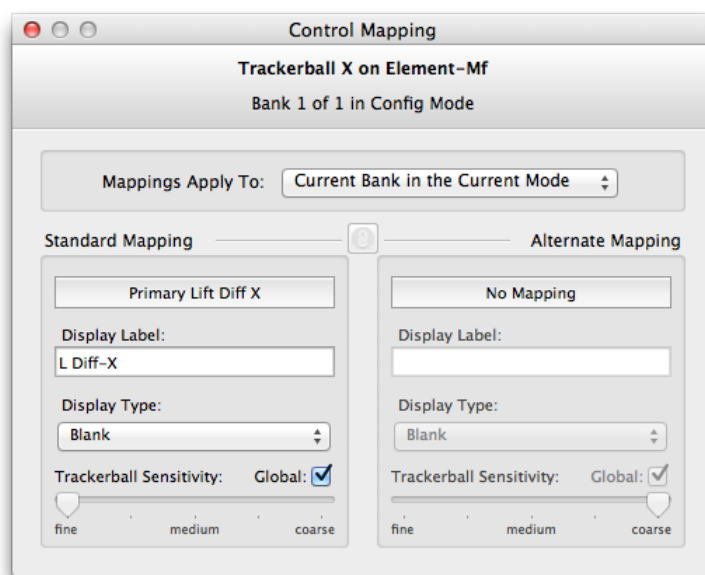 Control Mapping
Trackerball X on Element-Mf
Bank 1 of 1 in Config Mode
Mappings Apply To: Current Bank in the Current Mode
Standard Mapping
Alternate Mapping
Primary Lift Diff X
Display Label:
L Diff-X
Display Type:
Blank
Trackerball Sensitivity: Global:
fine medium coarse
No Mapping
Display Label:
Display Type:
Blank
Trackerball Sensitivity: Global:
fine medium coarse